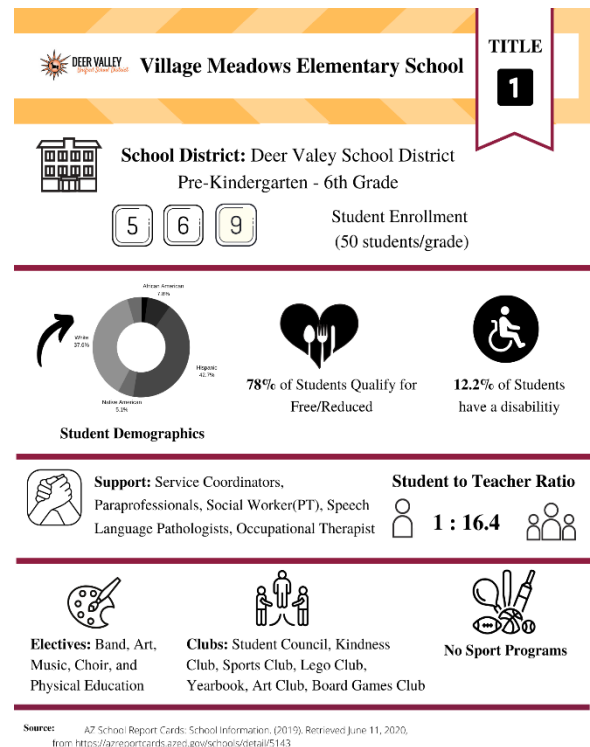 DEER VALLEY
Unified School District
Village Meadows Elementary School
TITLE
1
School District: Deer Valey School District
Pre-Kindergarten - 6th Grade
5 6 9
Student Enrollment
(50 students/grade)
African American
7.8%
White
37.6%
Hispanic
42.7%
Native American
5.1%
Student Demographics
78% of Students Qualify for
Free/Reduced
12.2% of Students
have a disabilitiy
Support: Service Coordinators,
Paraprofessionals, Social Worker(PT), Speech
Language Pathologists, Occupational Therapist
Student to Teacher Ratio
1 : 16.4
Electives: Band, Art,
Music, Choir, and
Physical Education
Clubs: Student Council, Kindness
Club, Sports Club, Lego Club,
Yearbook, Art Club, Board Games Club
No Sport Programs
Source: AZ School Report Cards: School Information. (2019). Retrieved June 11, 2020,
from https://azreportcards.azed.gov/schools/detail/5143